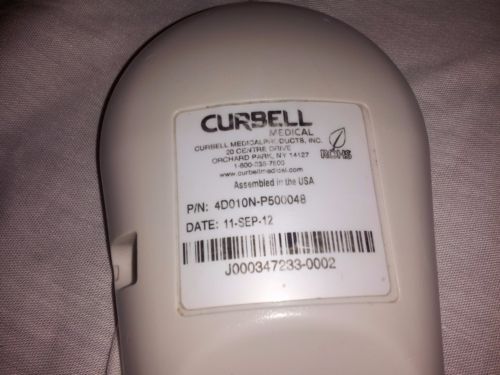 CURBELL
MEDICAL
CURBELL MEDICAL PRODUCTS, INC.
20 CENTRE DRIVE
ORCHARD PARK, NY 14127
www.curbellmedical.com
ROHS
Assembled in the USA
P/N: 4D010N-P500048
DATE: 11-SEP-12
J000347233-0002